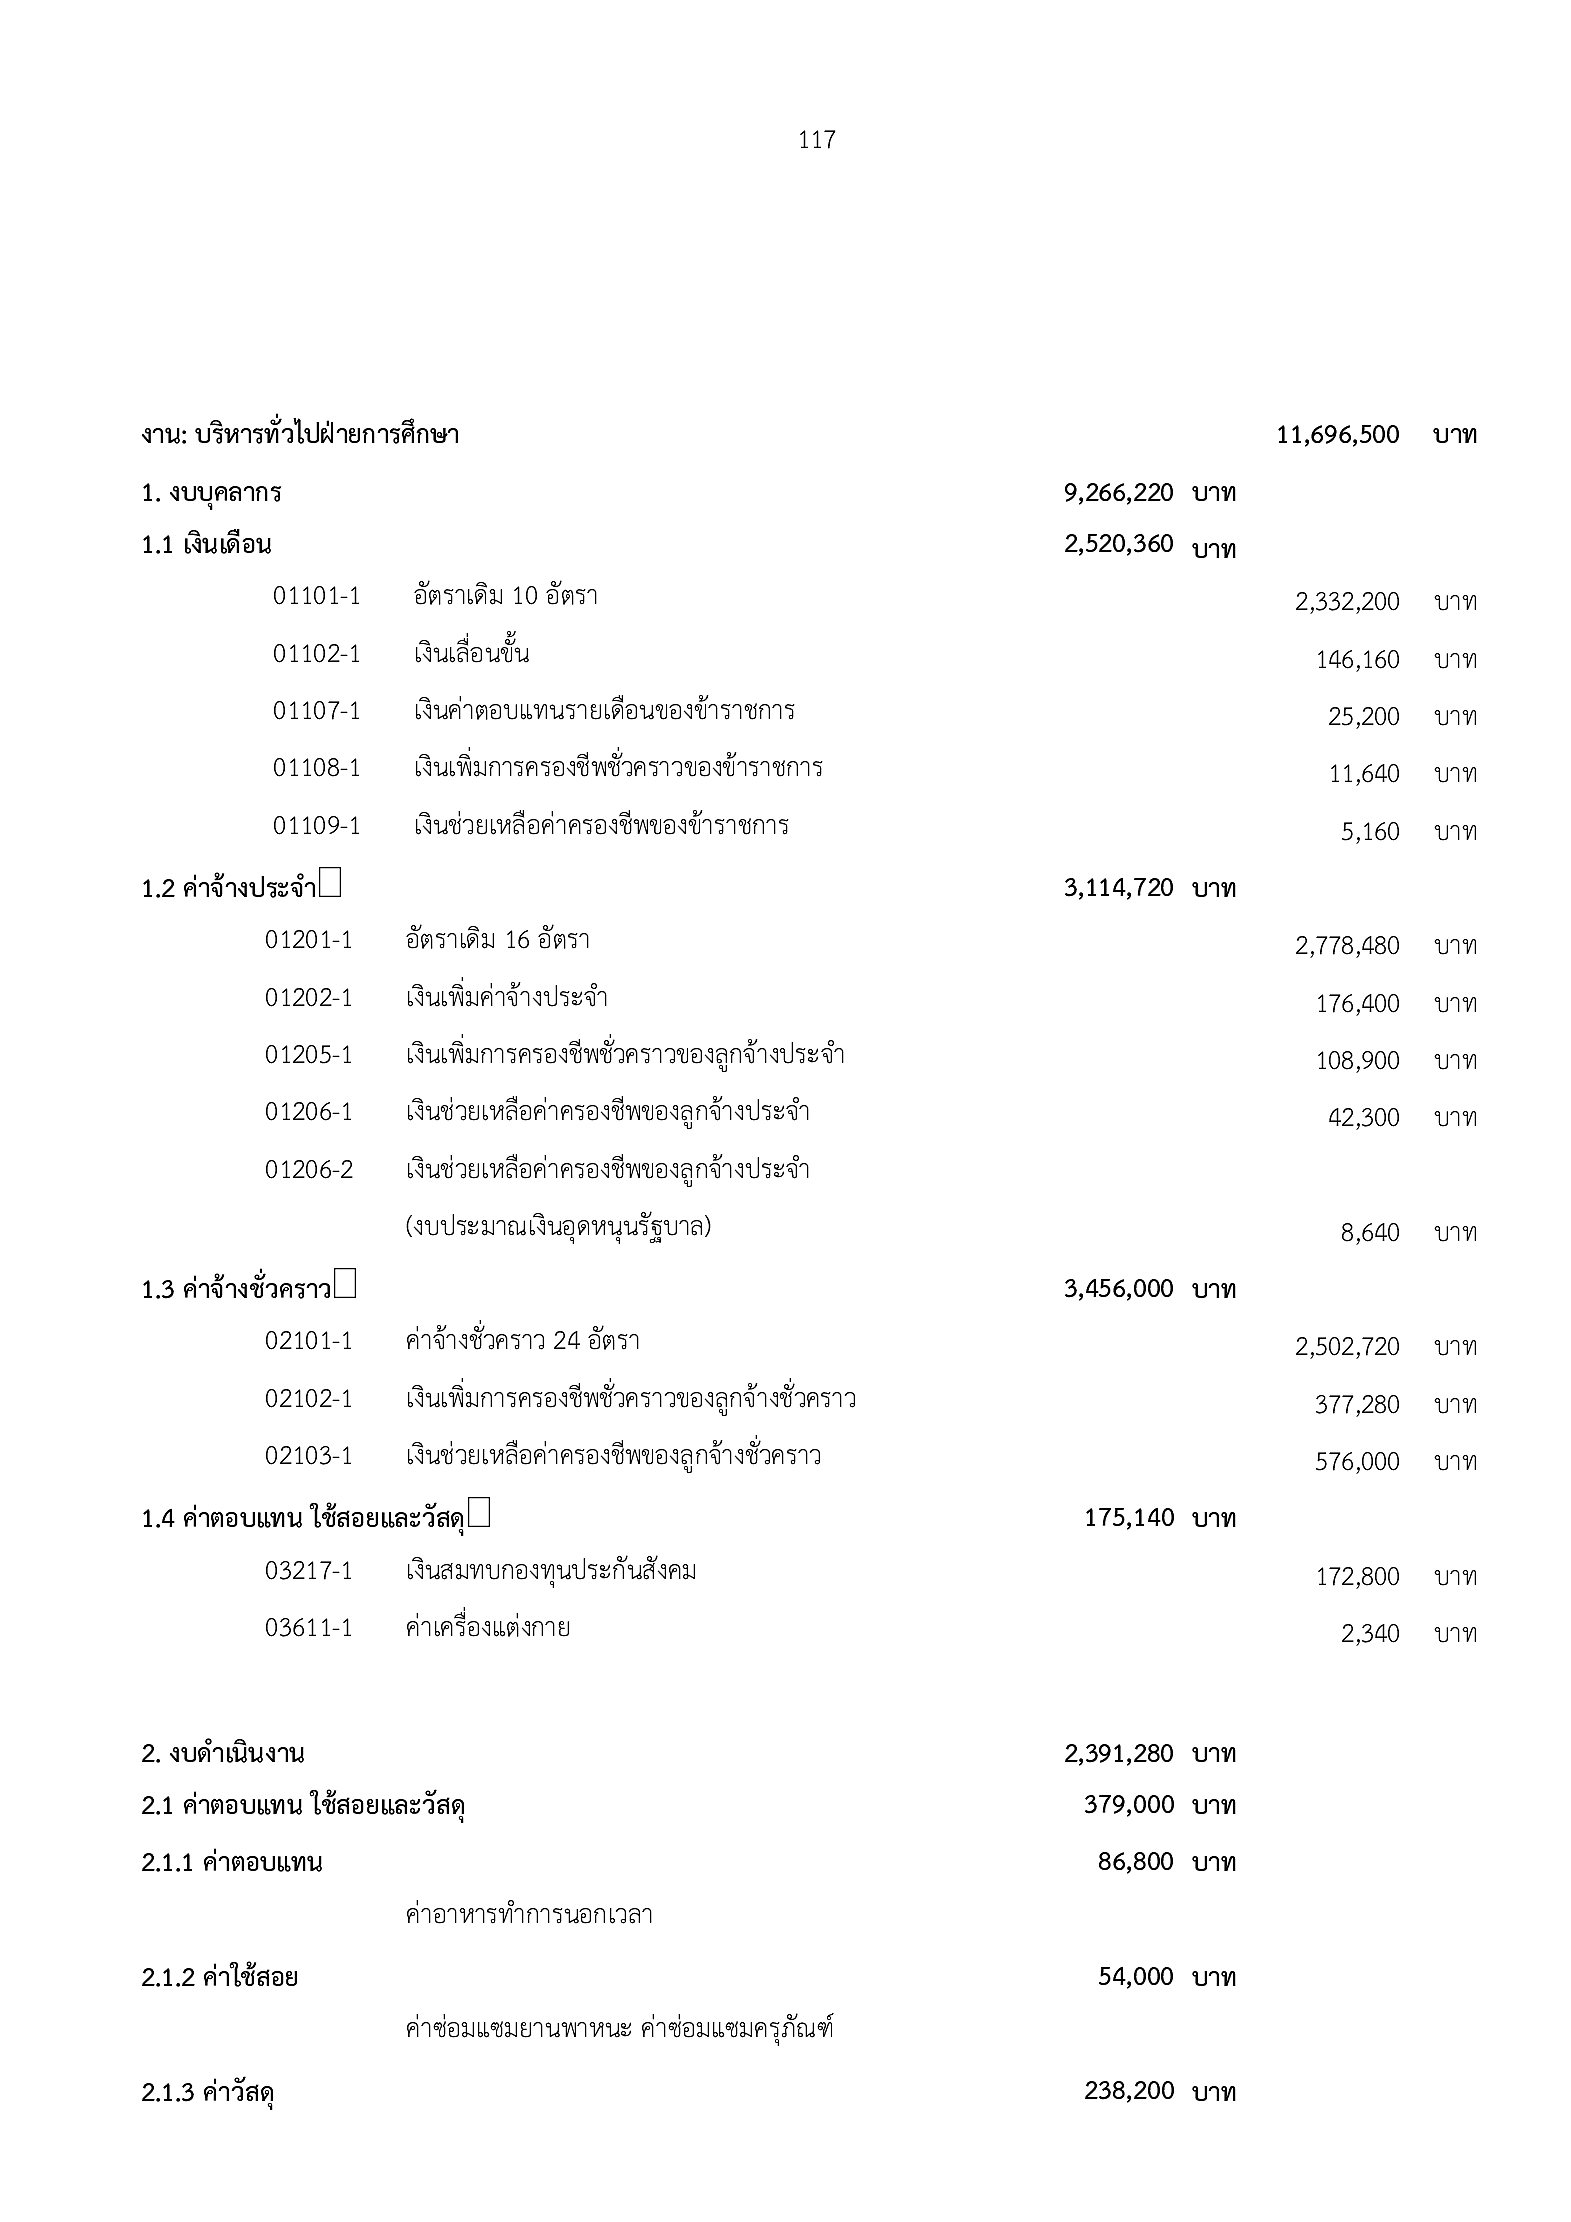 117
งาน: บริหารทั่วไปฝ่ายการศึกษา 11,696,500 บาท
1. งบบุคลากร 9,266,220 บาท
1.1 เงินเดือน 2,520,360 บาท
01101-1 อัตราเดิม 10 อัตรา 2,332,200 บาท
01102-1 เงินเลื่อนขั้น 146,160 บาท
01107-1 เงินค่าตอบแทนรายเดือนของข้าราชการ 25,200 บาท
01108-1 เงินเพิ่มการครองชีพชั่วคราวของข้าราชการ 11,640 บาท
01109-1 เงินช่วยเหลือค่าครองชีพของข้าราชการ 5,160 บาท
1.2 ค่าจ้างประจำ 3,114,720 บาท
01201-1 อัตราเดิม 16 อัตรา 2,778,480 บาท
01202-1 เงินเพิ่มค่าจ้างประจำ 176,400 บาท
01205-1 เงินเพิ่มการครองชีพชั่วคราวของลูกจ้างประจำ 108,900 บาท
01206-1 เงินช่วยเหลือค่าครองชีพของลูกจ้างประจำ 42,300 บาท
01206-2 เงินช่วยเหลือค่าครองชีพของลูกจ้างประจำ
(งบประมาณเงินอุดหนุนรัฐบาล) 8,640 บาท
1.3 ค่าจ้างชั่วคราว 3,456,000 บาท
02101-1 ค่าจ้างชั่วคราว 24 อัตรา 2,502,720 บาท
02102-1 เงินเพิ่มการครองชีพชั่วคราวของลูกจ้างชั่วคราว 377,280 บาท
02103-1 เงินช่วยเหลือค่าครองชีพของลูกจ้างชั่วคราว 576,000 บาท
1.4 ค่าตอบแทน ใช้สอยและวัสดุ 175,140 บาท
03217-1 เงินสมทบกองทุนประกันสังคม 172,800 บาท
03611-1 ค่าเครื่องแต่งกาย 2,340 บาท
2. งบดำเนินงาน 2,391,280 บาท
2.1 ค่าตอบแทน ใช้สอยและวัสดุ 379,000 บาท
2.1.1 ค่าตอบแทน 86,800 บาท
ค่าอาหารทำการนอกเวลา
2.1.2 ค่าใช้สอย 54,000 บาท
ค่าซ่อมแซมยานพาหนะ ค่าซ่อมแซมครุภัณฑ์
2.1.3 ค่าวัสดุ 238,200 บาท